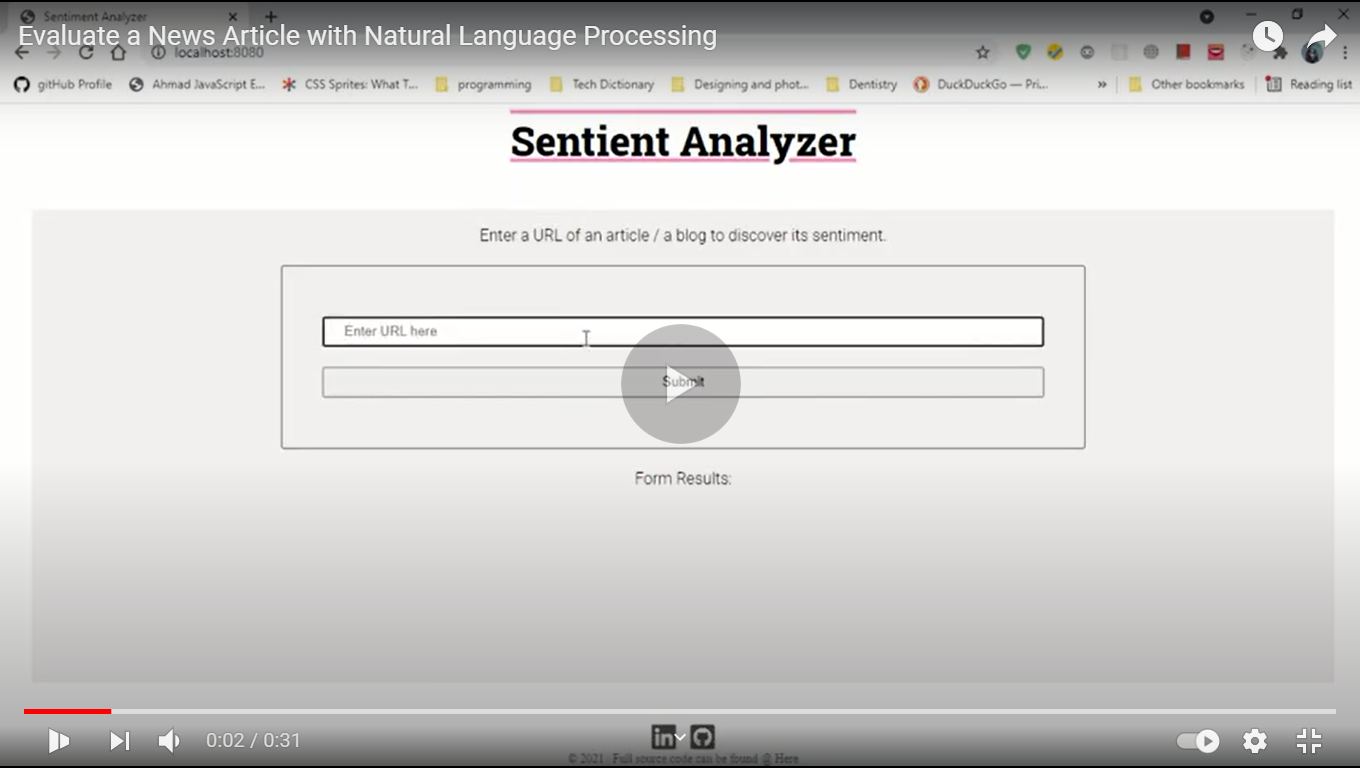 Sentiment Analyzer
Evaluate a News Article with Natural Language Processing
localhost:8080
gitHub Profile Ahmad JavaScript E... CSS Sprites: What T... programming Tech Dictionary Designing and phot... Dentistry DuckDuckGo — Pri... » Other bookmarks Reading list
Sentient Analyzer
Enter a URL of an article / a blog to discover its sentiment.
Enter URL here
Submit
Form Results:
0:02 / 0:31
in
© 2021 - Full source code can be found @ Here